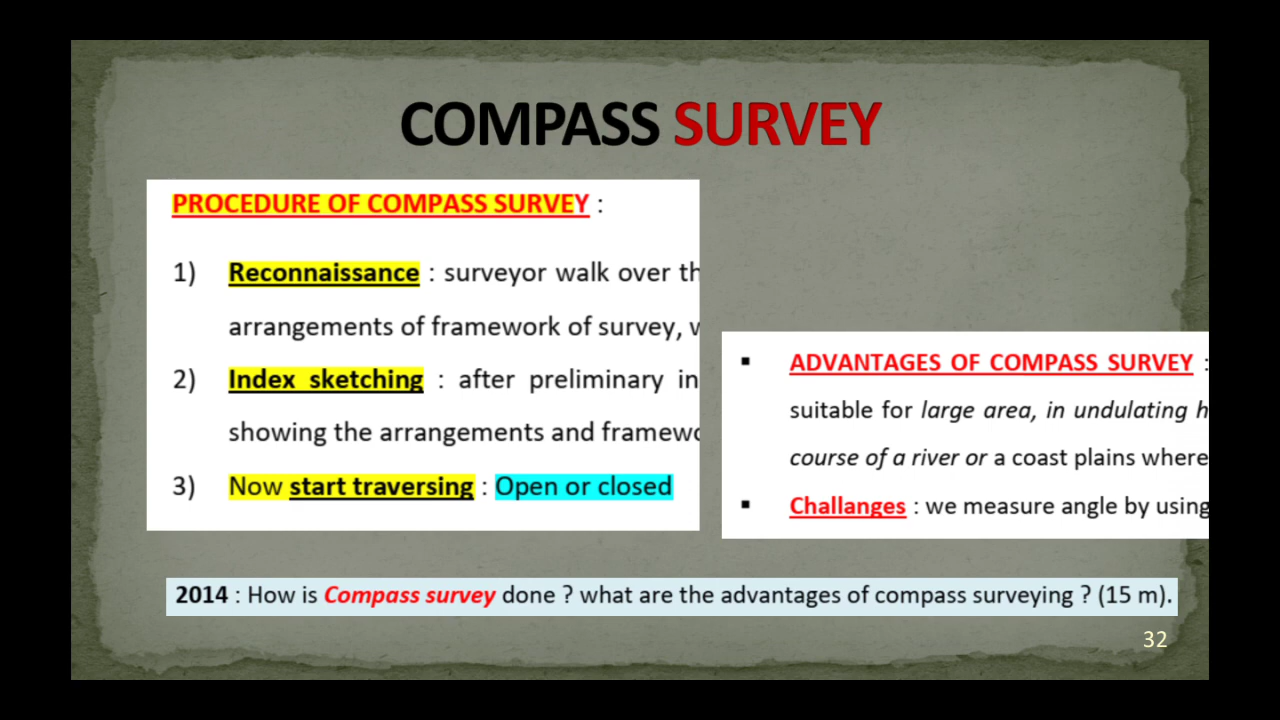 COMPASS SURVEY
PROCEDURE OF COMPASS SURVEY :
1) Reconnaissance : surveyor walk over th
arrangements of framework of survey,
2) Index sketching : after preliminary in
showing the arrangements and framewo
3) Now start traversing : Open or closed
▪ ADVANTAGES OF COMPASS SURVEY :
suitable for large area, in undulating h
course of a river or a coast plains where
▪ Challanges : we measure angle by using
2014 : How is Compass survey done ? what are the advantages of compass surveying ? (15 m).
32